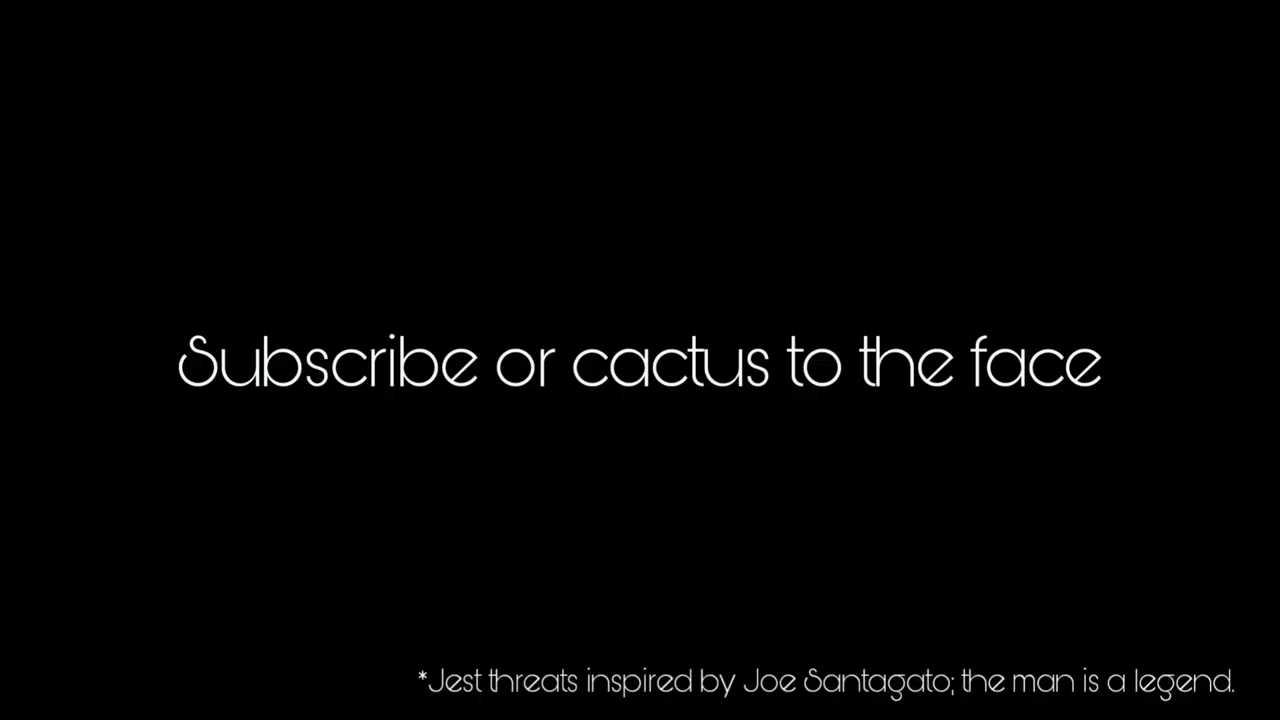 Subscribe or cactus to the face
*Jest threats inspired by Joe Santagato; the man is a legend.